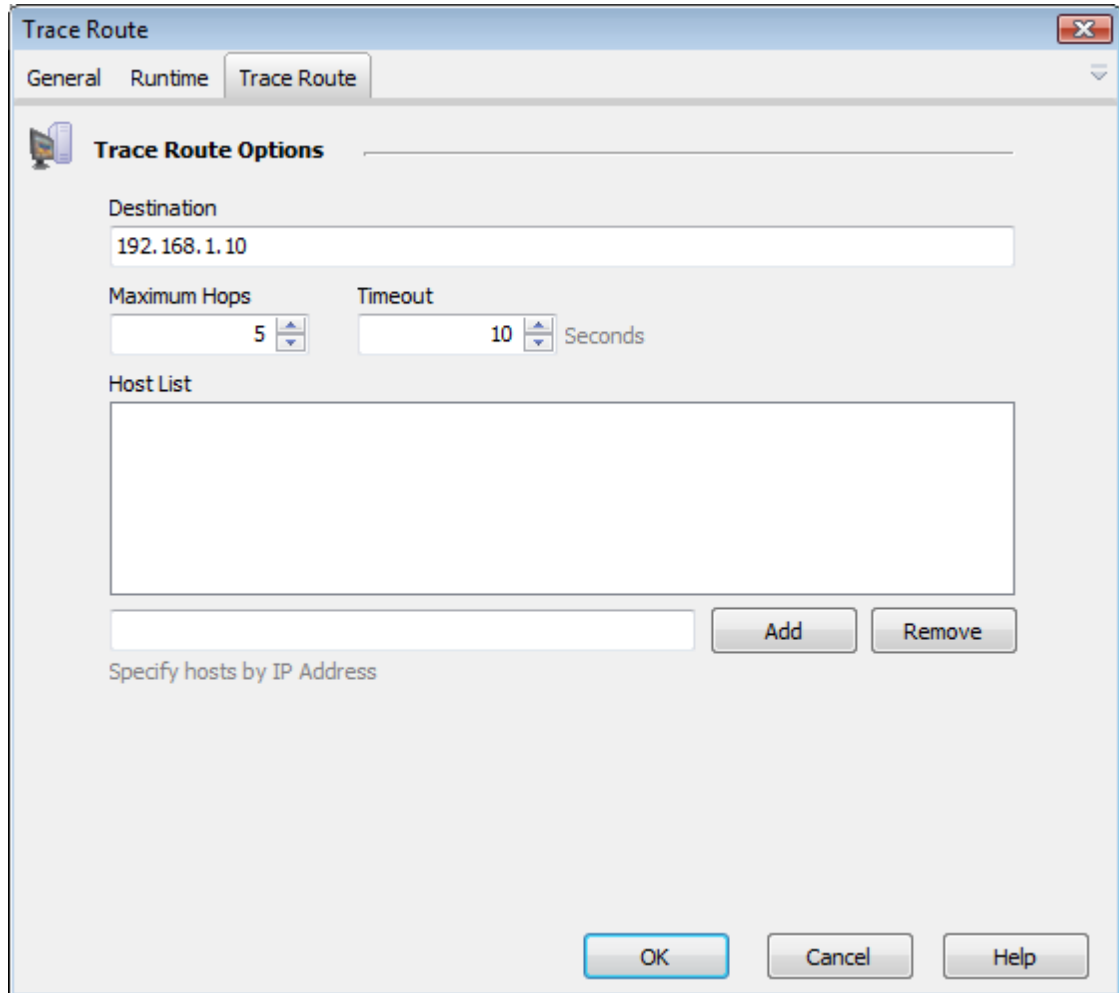 Trace Route
General Runtime Trace Route
Trace Route Options
Destination
192.168.1.10
Maximum Hops Timeout
5 10 Seconds
Host List
Add Remove
Specify hosts by IP Address
OK Cancel Help